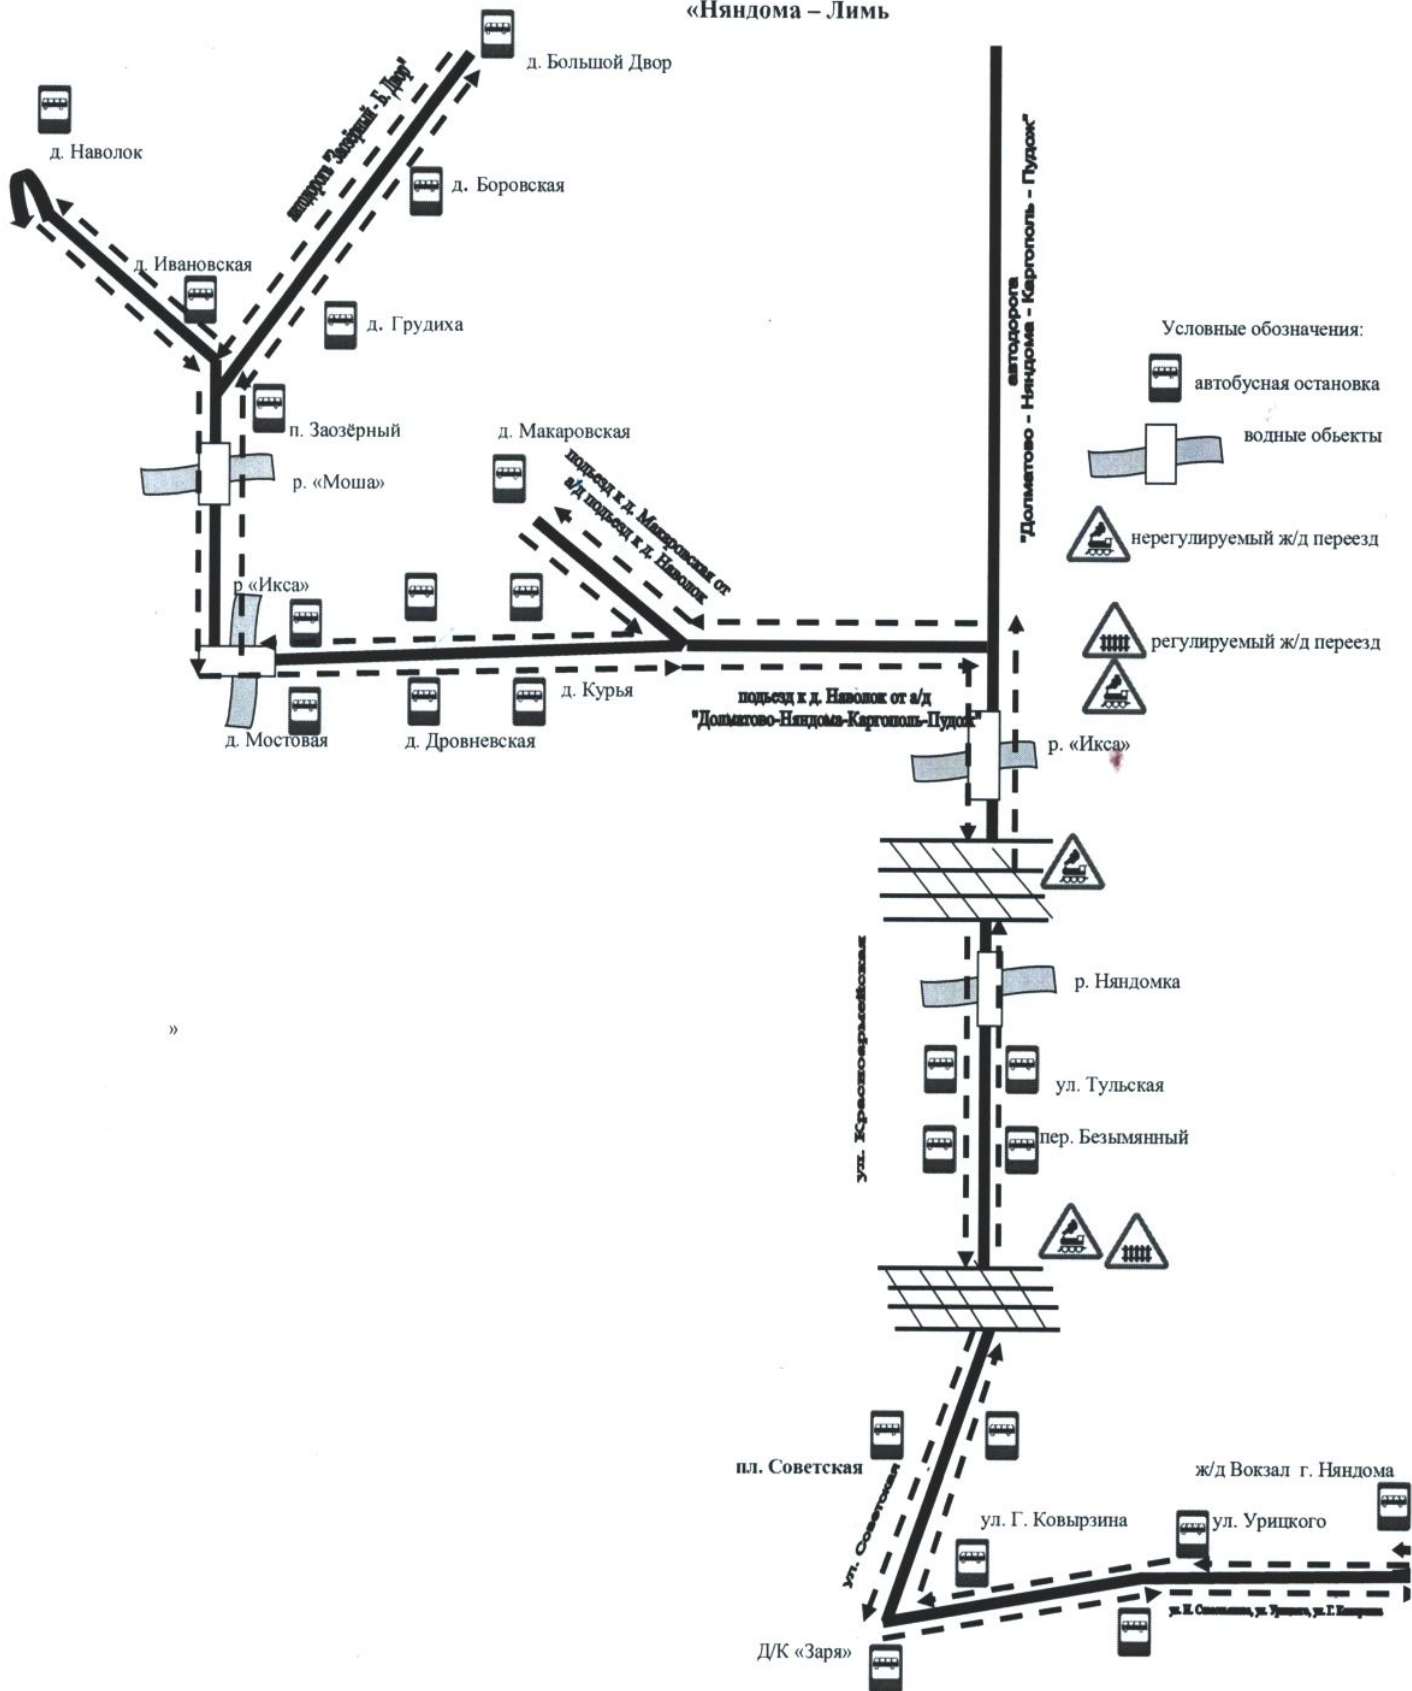 «Няндома – Лимь
д. Большой Двор
д. Наволок
автодорога "Заозёрный - Б. Двор"
д. Боровская
д. Ивановская
д. Грудиха
автодорога
"Долматово - Няндома - Каргополь - Пудож"
Условные обозначения:
автобусная остановка
водные обьекты
нерегулируемый ж/д переезд
регулируемый ж/д переезд
п. Заозёрный
р. «Моша»
д. Макаровская
подьезд к д. Макаровская от
а/д подьезд к д. Наволок
р «Икса»
д. Курья
д. Мостовая
д. Дровневская
подьезд к д. Наволок от а/д
"Долматово-Няндома-Каргополь-Пудож"
р. «Икса»
ул. Красноармейская
р. Няндомка
»
ул. Тульская
пер. Безымянный
пл. Советская
ул. Советская
ж/д Вокзал г. Няндома
ул. Г. Ковырзина
ул. Урицкого
Д/К «Заря»